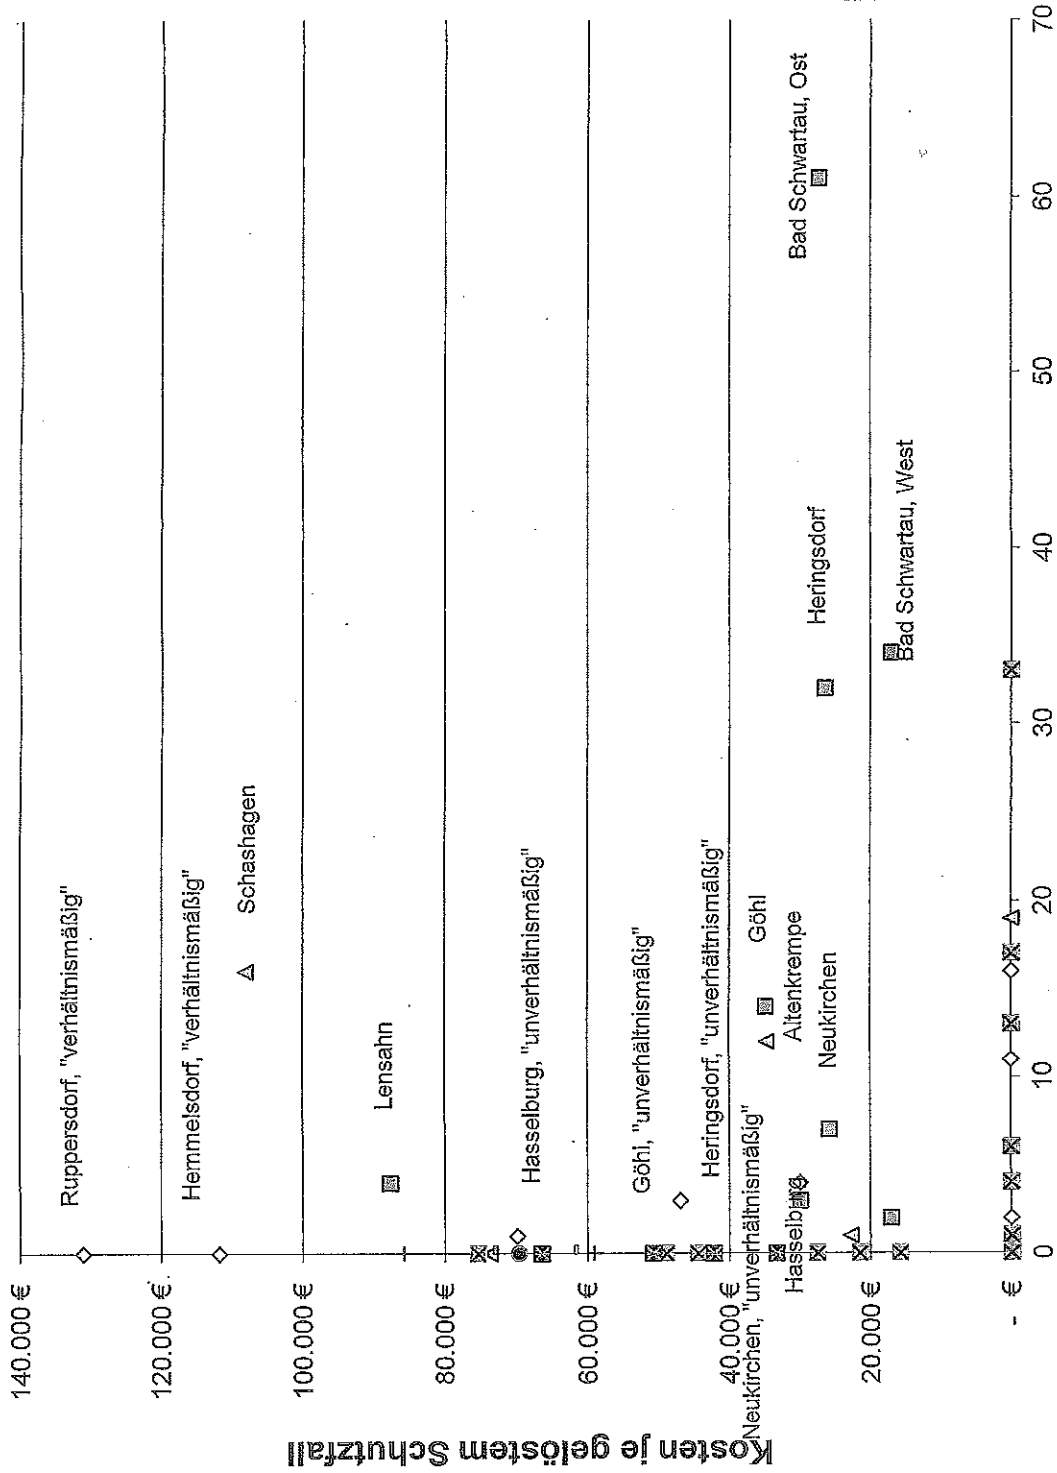 Kosten je gelöstem Schutzfall
140.000 €
120.000 €
100.000 €
80.000 €
60.000 €
40.000 €
20.000 €
- €
Ruppersdorf, "verhältnismäßig"
Hemmelsdorf, "verhältnismäßig"
Schashagen
Lensahn
Hasselburg, "unverhältnismäßig"
Göhl, "unverhältnismäßig"
Heringsdorf, "unverhältnismäßig"
Neukirchen, "unverhältnismäßig"
Göhl
Altenkrempe
Hasselburg
Neukirchen
Heringsdorf
Bad Schwartau, Ost
Bad Schwartau, West
0
10
20
30
40
50
60
70